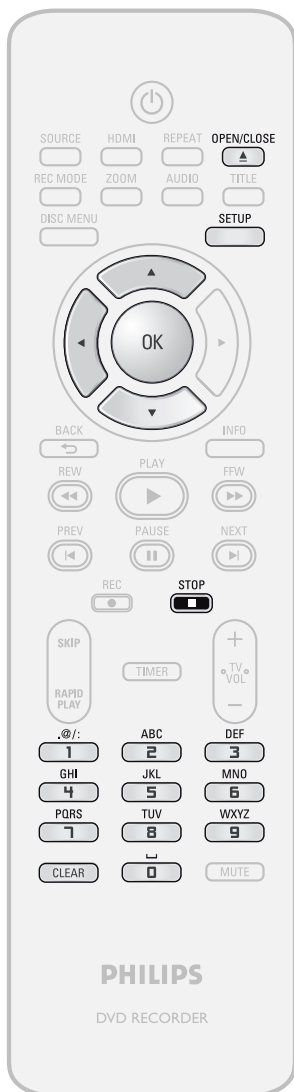 SOURCE HDMI REPEAT OPEN/CLOSE
REC MODE ZOOM AUDIO TITLE
DISC MENU SETUP
OK
BACK INFO
REW PLAY FFW
PREV PAUSE NEXT
REC STOP
SKIP
RAPID
PLAY
TIMER
+
TV
VOL
–
.@/: ABC DEF
1 2 3
GHI JKL MNO
4 5 6
PQRS TUV WXYZ
7 8 9
CLEAR 0 MUTE
PHILIPS
DVD RECORDER